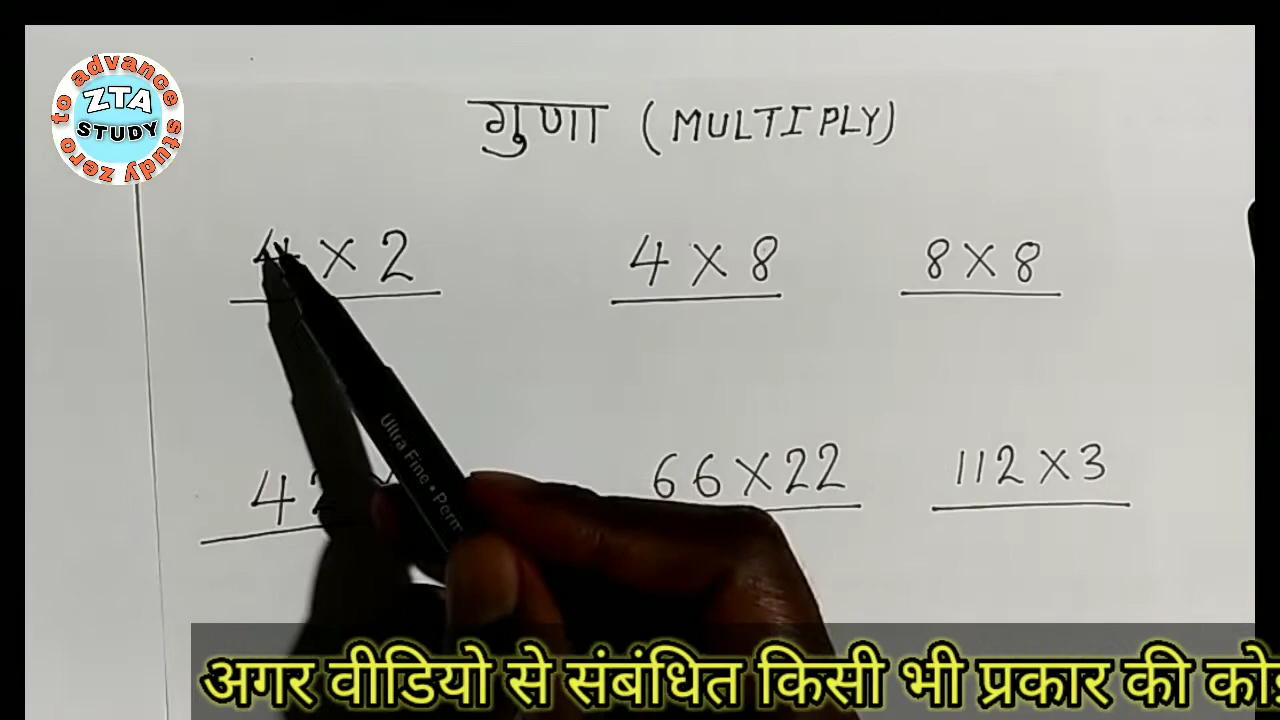 zero to advance study
ZTA
STUDY
गुणा (MULTIPLY)
4 X 2
4 X 8
8 X 8
66 X 22
112 X 3
Ultra Fine • Perm
अगर वीडियो से संबंधित किसी भी प्रकार की